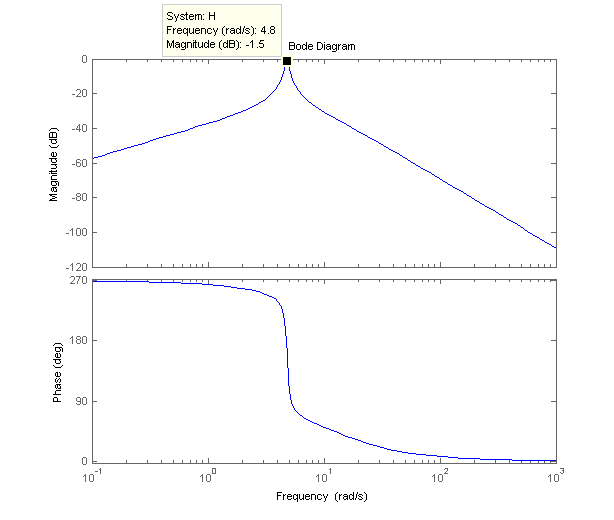 System: H
Frequency (rad/s): 4.8
Magnitude (dB): -1.5
Bode Diagram
0
-20
-40
-60
-80
-100
-120
Magnitude (dB)
270
180
90
0
Phase (deg)
10^-1
10^0
10^1
10^2
10^3
Frequency (rad/s)